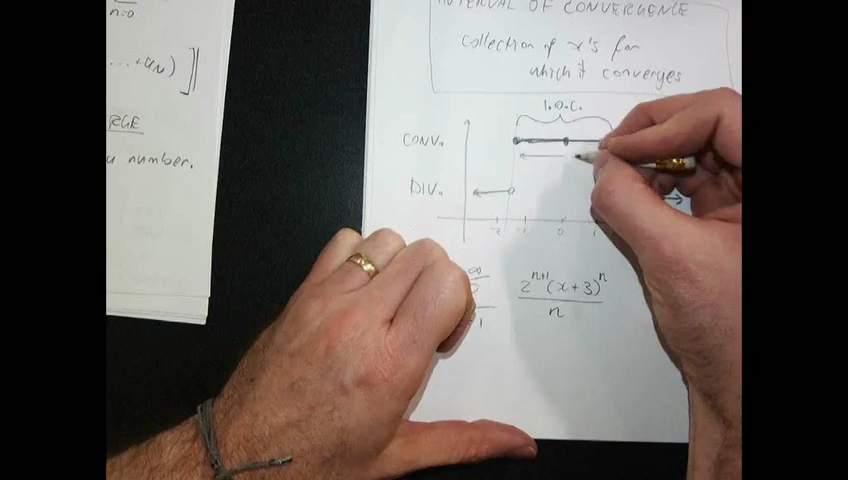 n=0
...+aN)]
RGE
number.
INTERVAL OF CONVERGENCE
collection of x's for
which it converges
I.O.C.
CONV.
DIV.
-2 -1 0 1
∞
2^{n+1}(x+3)^n
n
1